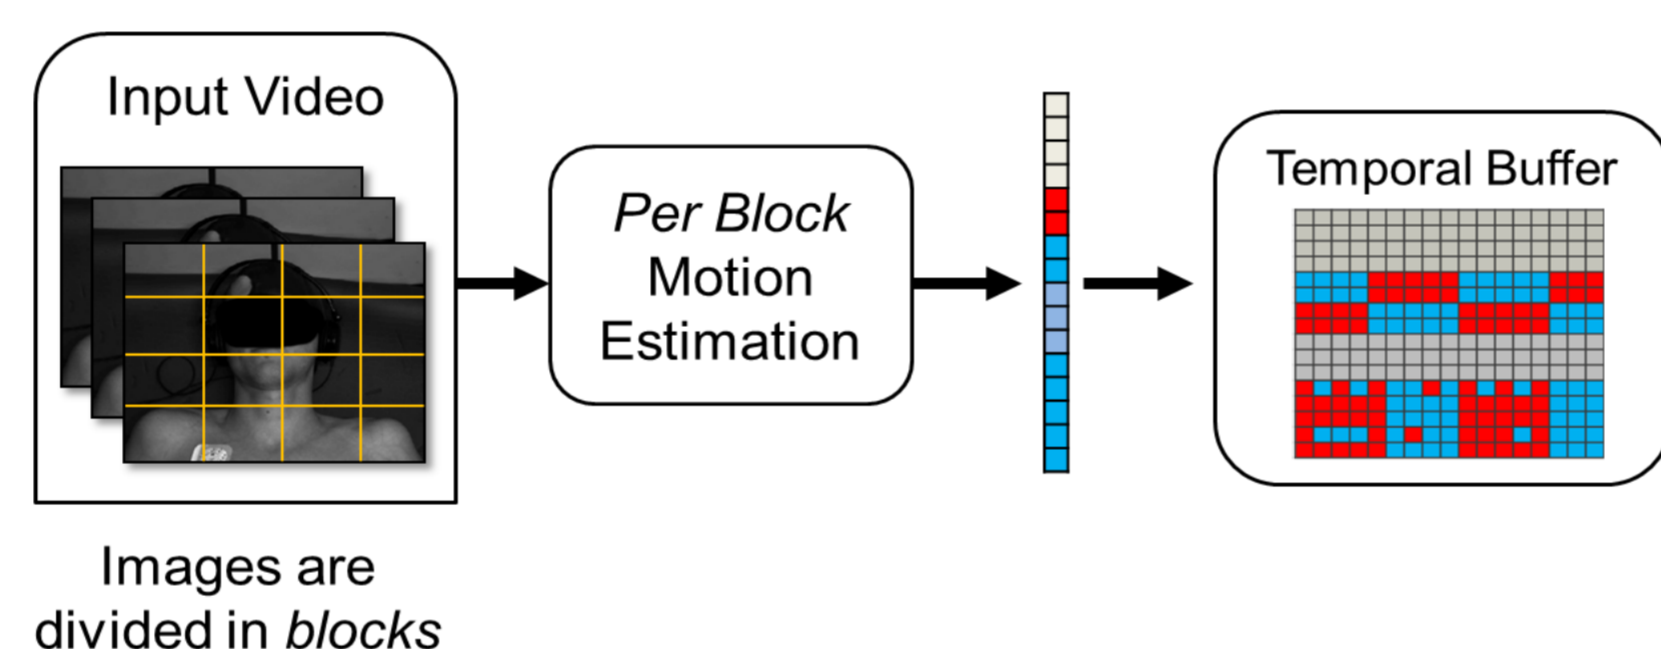 Input Video
Per Block
Motion
Estimation
Temporal Buffer
Images are
divided in blocks